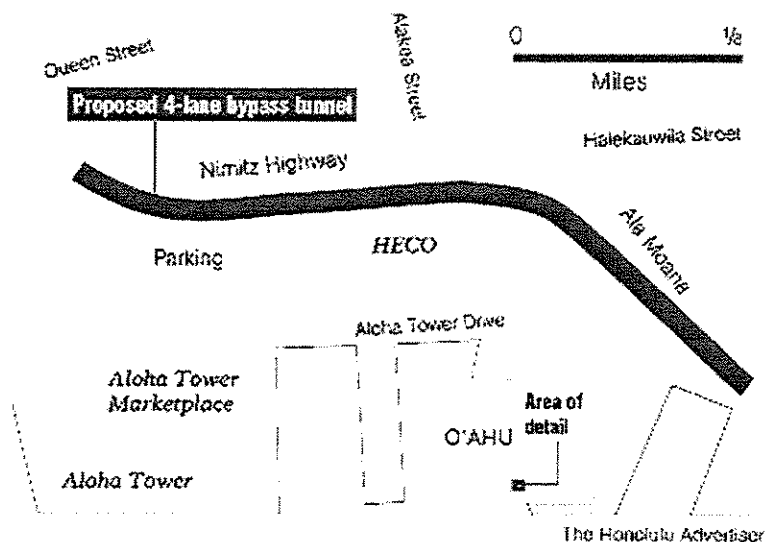 Queen Street
Alakea Street
0 1/8
Miles
Proposed 4-lane bypass tunnel
Halekauwila Street
Nimitz Highway
Ala Moana
Parking
HECO
Aloha Tower Drive
Aloha Tower
Marketplace
Area of
detail
O'AHU
Aloha Tower
The Honolulu Advertiser